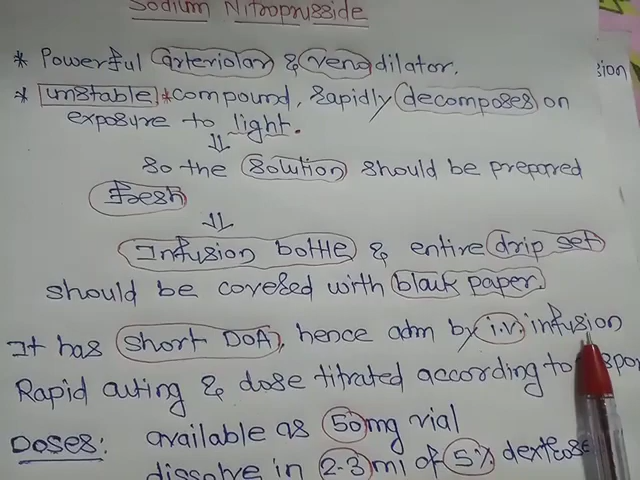 Sodium Nitroprusside
* Powerful arteriolar & venodilator.
* unstable * compound, rapidly decomposes on
exposure to light.
⇓
so the solution should be prepared
fresh
⇓
Infusion bottle & entire drip set
should be covered with black paper.
It has short DOA, hence adm by i.v. infusion
Rapid acting & dose titrated according to
Doses: available as 50 mg vial
dissolve in 2-3 ml of 5% dextrose
sion